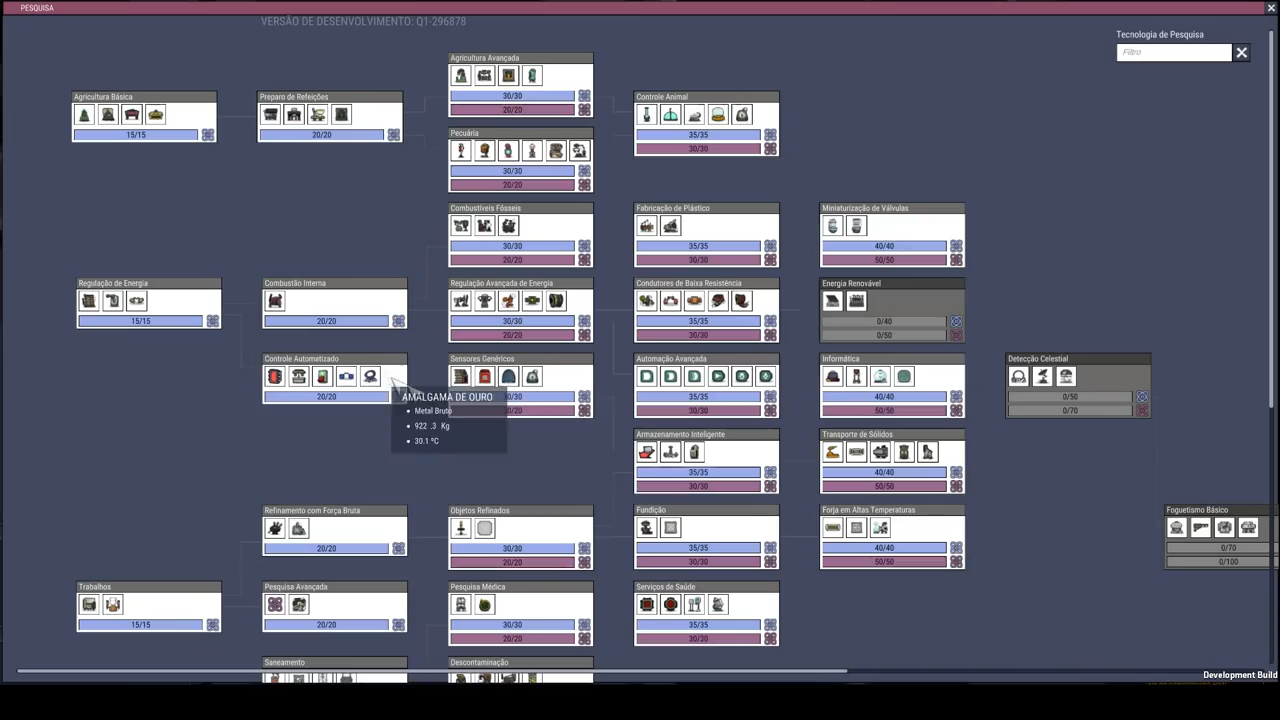 PESQUISA
VERSÃO DE DESENVOLVIMENTO: Q1-296878
Tecnologia de Pesquisa
Filtro
Agricultura Avançada
30/30
20/20
Agricultura Básica
15/15
Preparo de Refeições
20/20
Controle Animal
35/35
30/30
Pecuária
30/30
20/20
Combustíveis Fósseis
30/30
20/20
Fabricação de Plástico
35/35
30/30
Miniaturização de Válvulas
40/40
50/50
Regulação de Energia
15/15
Combustão Interna
20/20
Regulação Avançada de Energia
30/30
20/20
Condutores de Baixa Resistência
35/35
30/30
Energia Renovável
0/40
0/50
Controle Automatizado
20/20
Sensores Genéricos
30/30
20/20
Automação Avançada
35/35
30/30
Informática
40/40
50/50
Detecção Celestial
0/50
0/70
AMÁLGAMA DE OURO
• Metal Bruto
• 922 .3 Kg
• 30.1 ºC
Armazenamento Inteligente
35/35
30/30
Transporte de Sólidos
40/40
50/50
Refinamento com Força Bruta
20/20
Objetos Refinados
30/30
20/20
Fundição
35/35
30/30
Forja em Altas Temperaturas
40/40
50/50
Foguetismo Básico
0/70
0/100
Trabalhos
15/15
Pesquisa Avançada
20/20
Pesquisa Médica
30/30
20/20
Serviços de Saúde
35/35
30/30
Saneamento
Descontaminação
Development Build